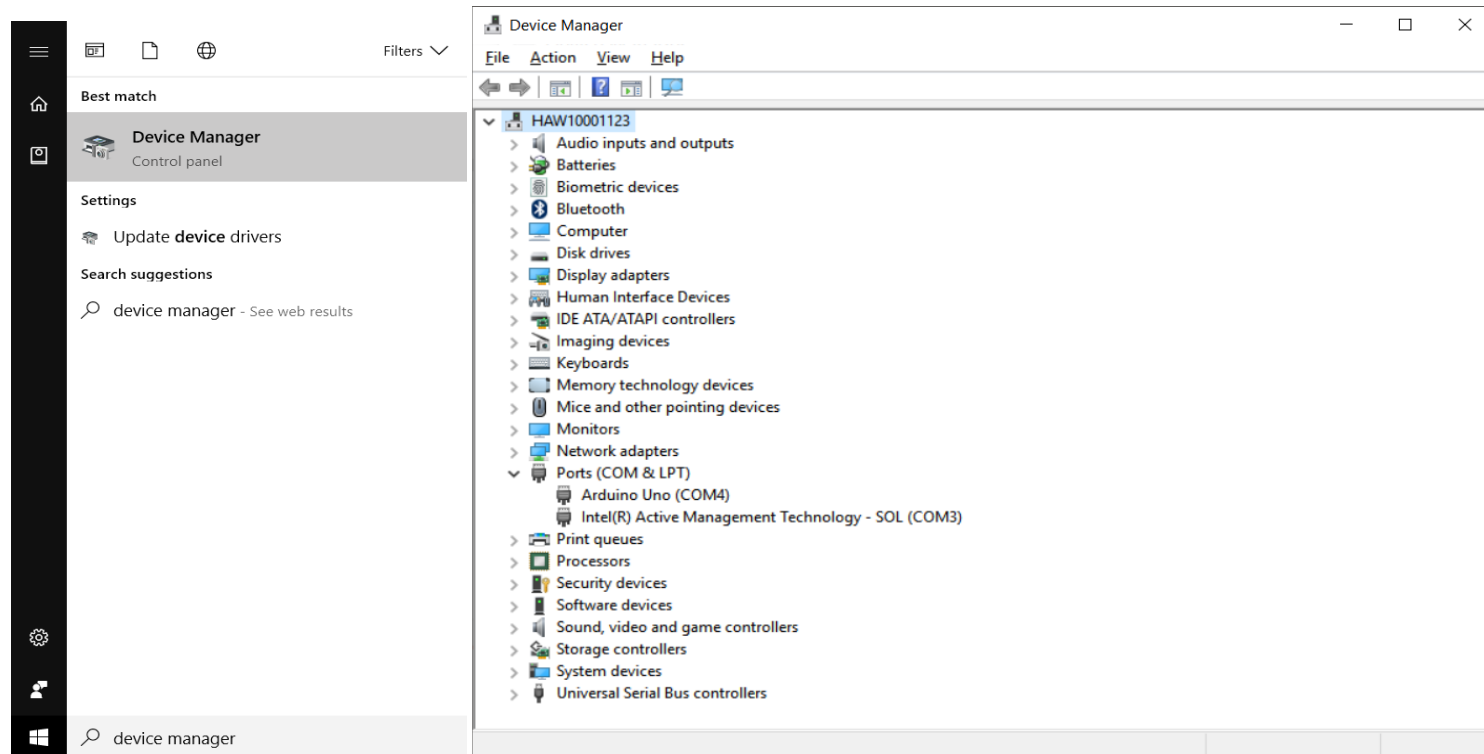 Filters
Best match
Device Manager
Control panel
Settings
Update device drivers
Search suggestions
device manager - See web results
device manager
Device Manager
File Action View Help
HAW10001123
Audio inputs and outputs
Batteries
Biometric devices
Bluetooth
Computer
Disk drives
Display adapters
Human Interface Devices
IDE ATA/ATAPI controllers
Imaging devices
Keyboards
Memory technology devices
Mice and other pointing devices
Monitors
Network adapters
Ports (COM & LPT)
Arduino Uno (COM4)
Intel(R) Active Management Technology - SOL (COM3)
Print queues
Processors
Security devices
Software devices
Sound, video and game controllers
Storage controllers
System devices
Universal Serial Bus controllers